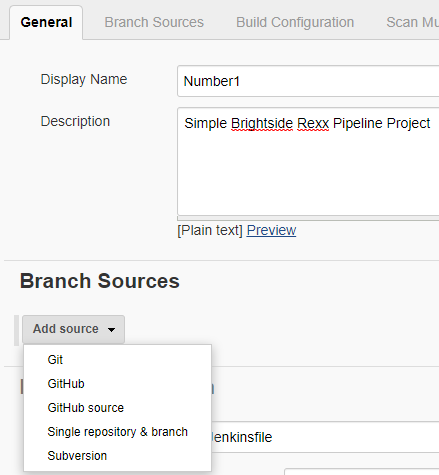 General Branch Sources Build Configuration Scan Mu
Display Name Number1
Description Simple Brightside Rexx Pipeline Project
[Plain text] Preview
Branch Sources
Add source
Git
GitHub
GitHub source
Single repository & branch
Subversion
Jenkinsfile